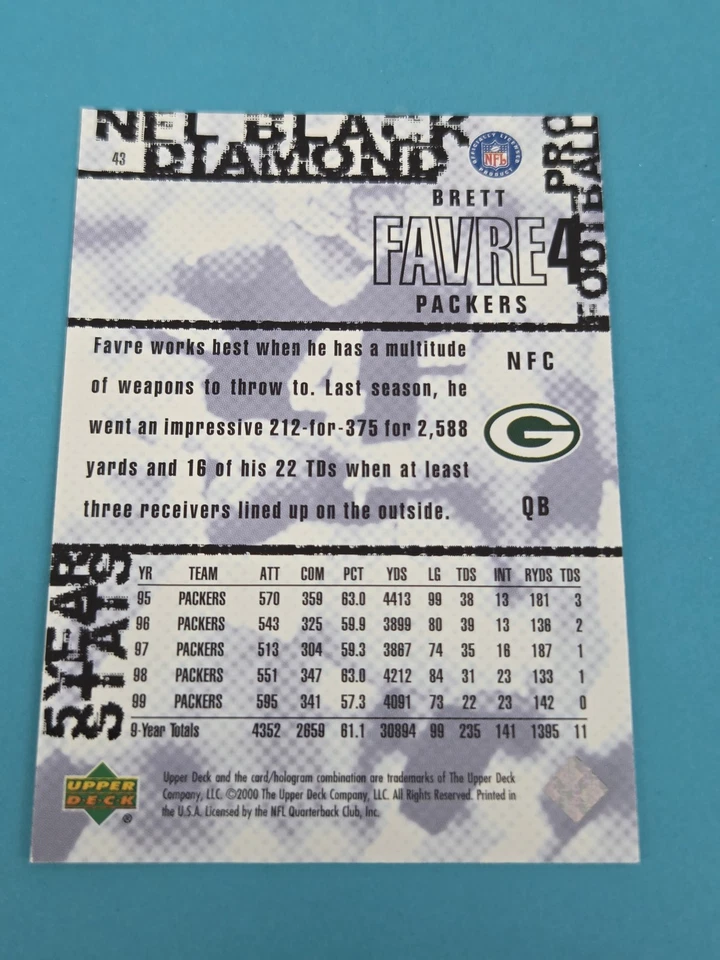 NFL BLACK
43 DIAMOND
OFFICIALLY LICENSED
NFL
PRODUCT
PRO
FOOTBALL
BRETT
FAVRE 4
PACKERS
Favre works best when he has a multitude
of weapons to throw to. Last season, he
went an impressive 212-for-375 for 2,588
yards and 16 of his 22 TDs when at least
three receivers lined up on the outside.
NFC
G
QB
5 YEAR
STATS
YR TEAM ATT COM PCT YDS LG TDS INT RYDS TDS
95 PACKERS 570 359 63.0 4413 99 38 13 181 3
96 PACKERS 543 325 59.9 3899 80 39 13 136 2
97 PACKERS 513 304 59.3 3867 74 35 16 187 1
98 PACKERS 551 347 63.0 4212 84 31 23 133 1
99 PACKERS 595 341 57.3 4091 73 22 23 142 0
9-Year Totals 4352 2659 61.1 30894 99 235 141 1395 11
UPPER
DECK
®
Upper Deck and the card/hologram combination are trademarks of The Upper Deck
Company, LLC. ©2000 The Upper Deck Company, LLC. All Rights Reserved. Printed in
the U.S.A. Licensed by the NFL Quarterback Club, Inc.